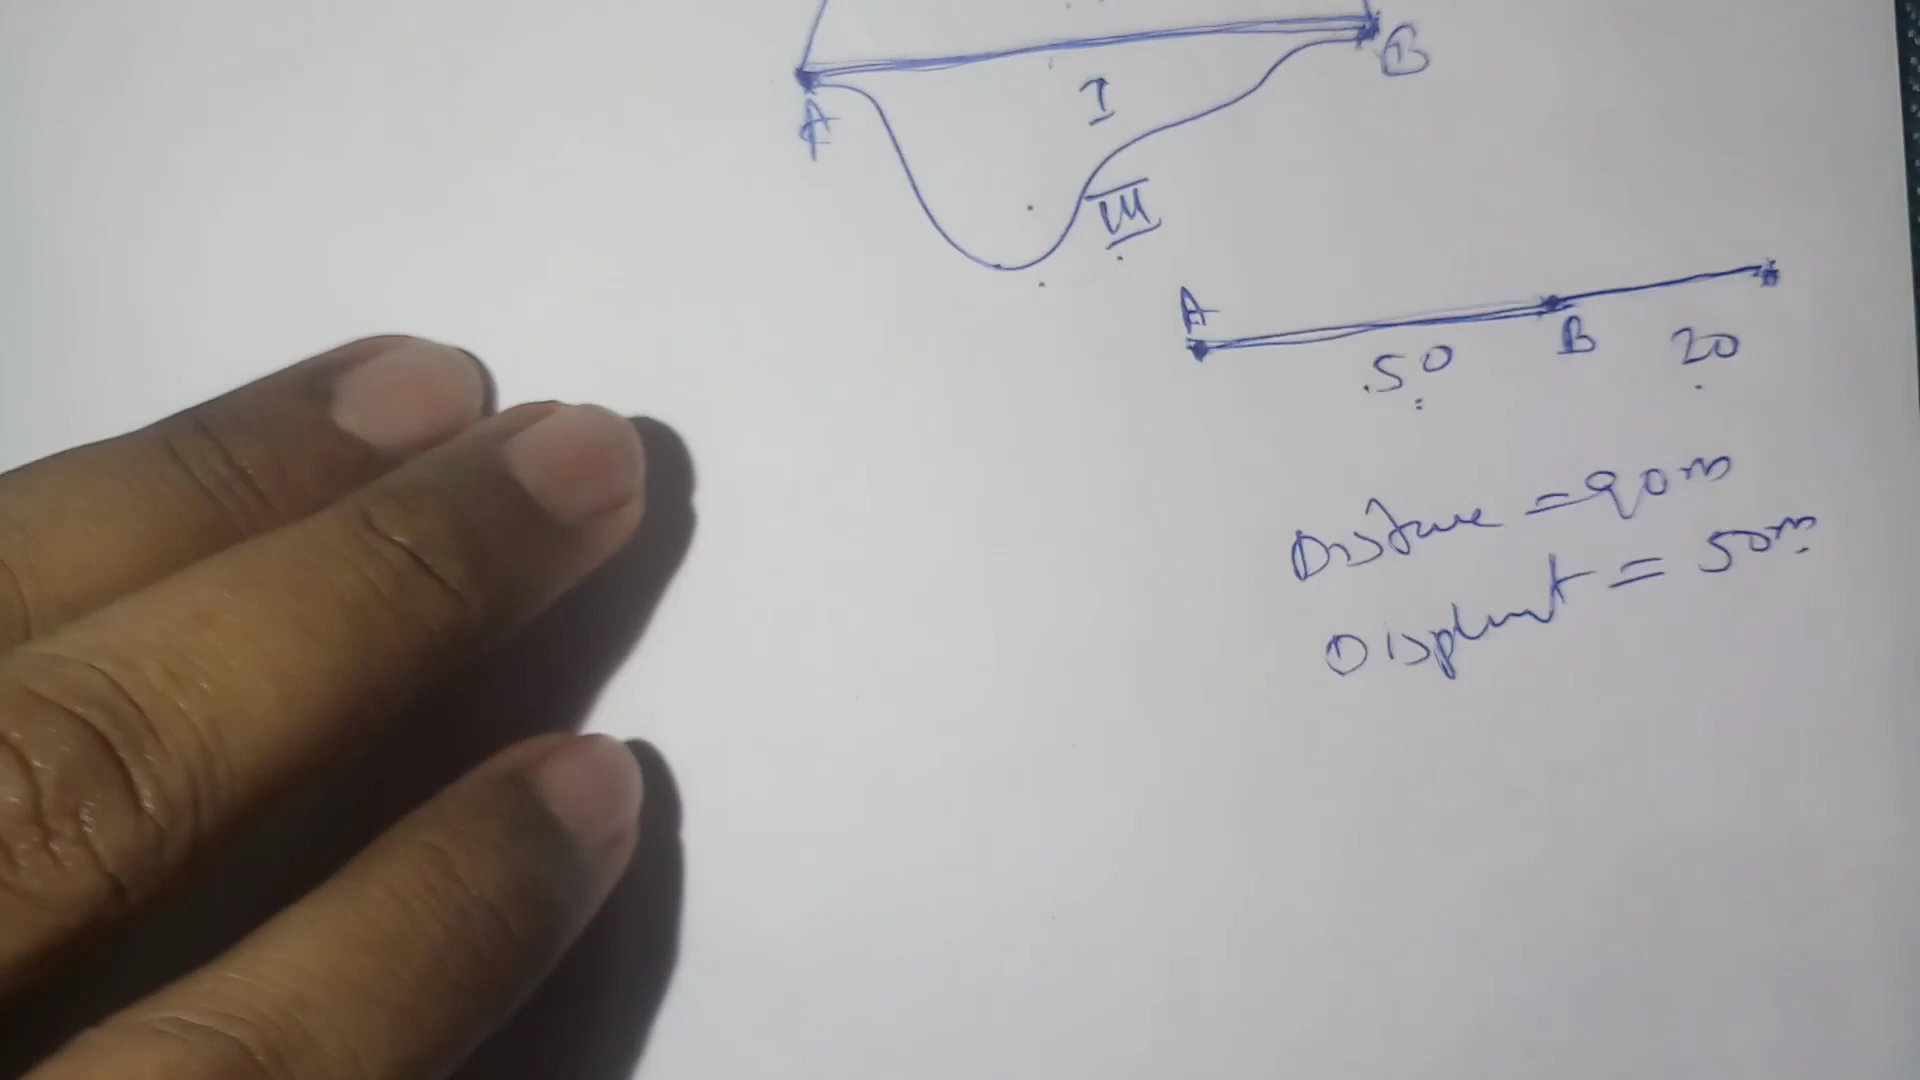 A
B
I
III
A
B
50
20
Distance = 90m
Displmt = 50m